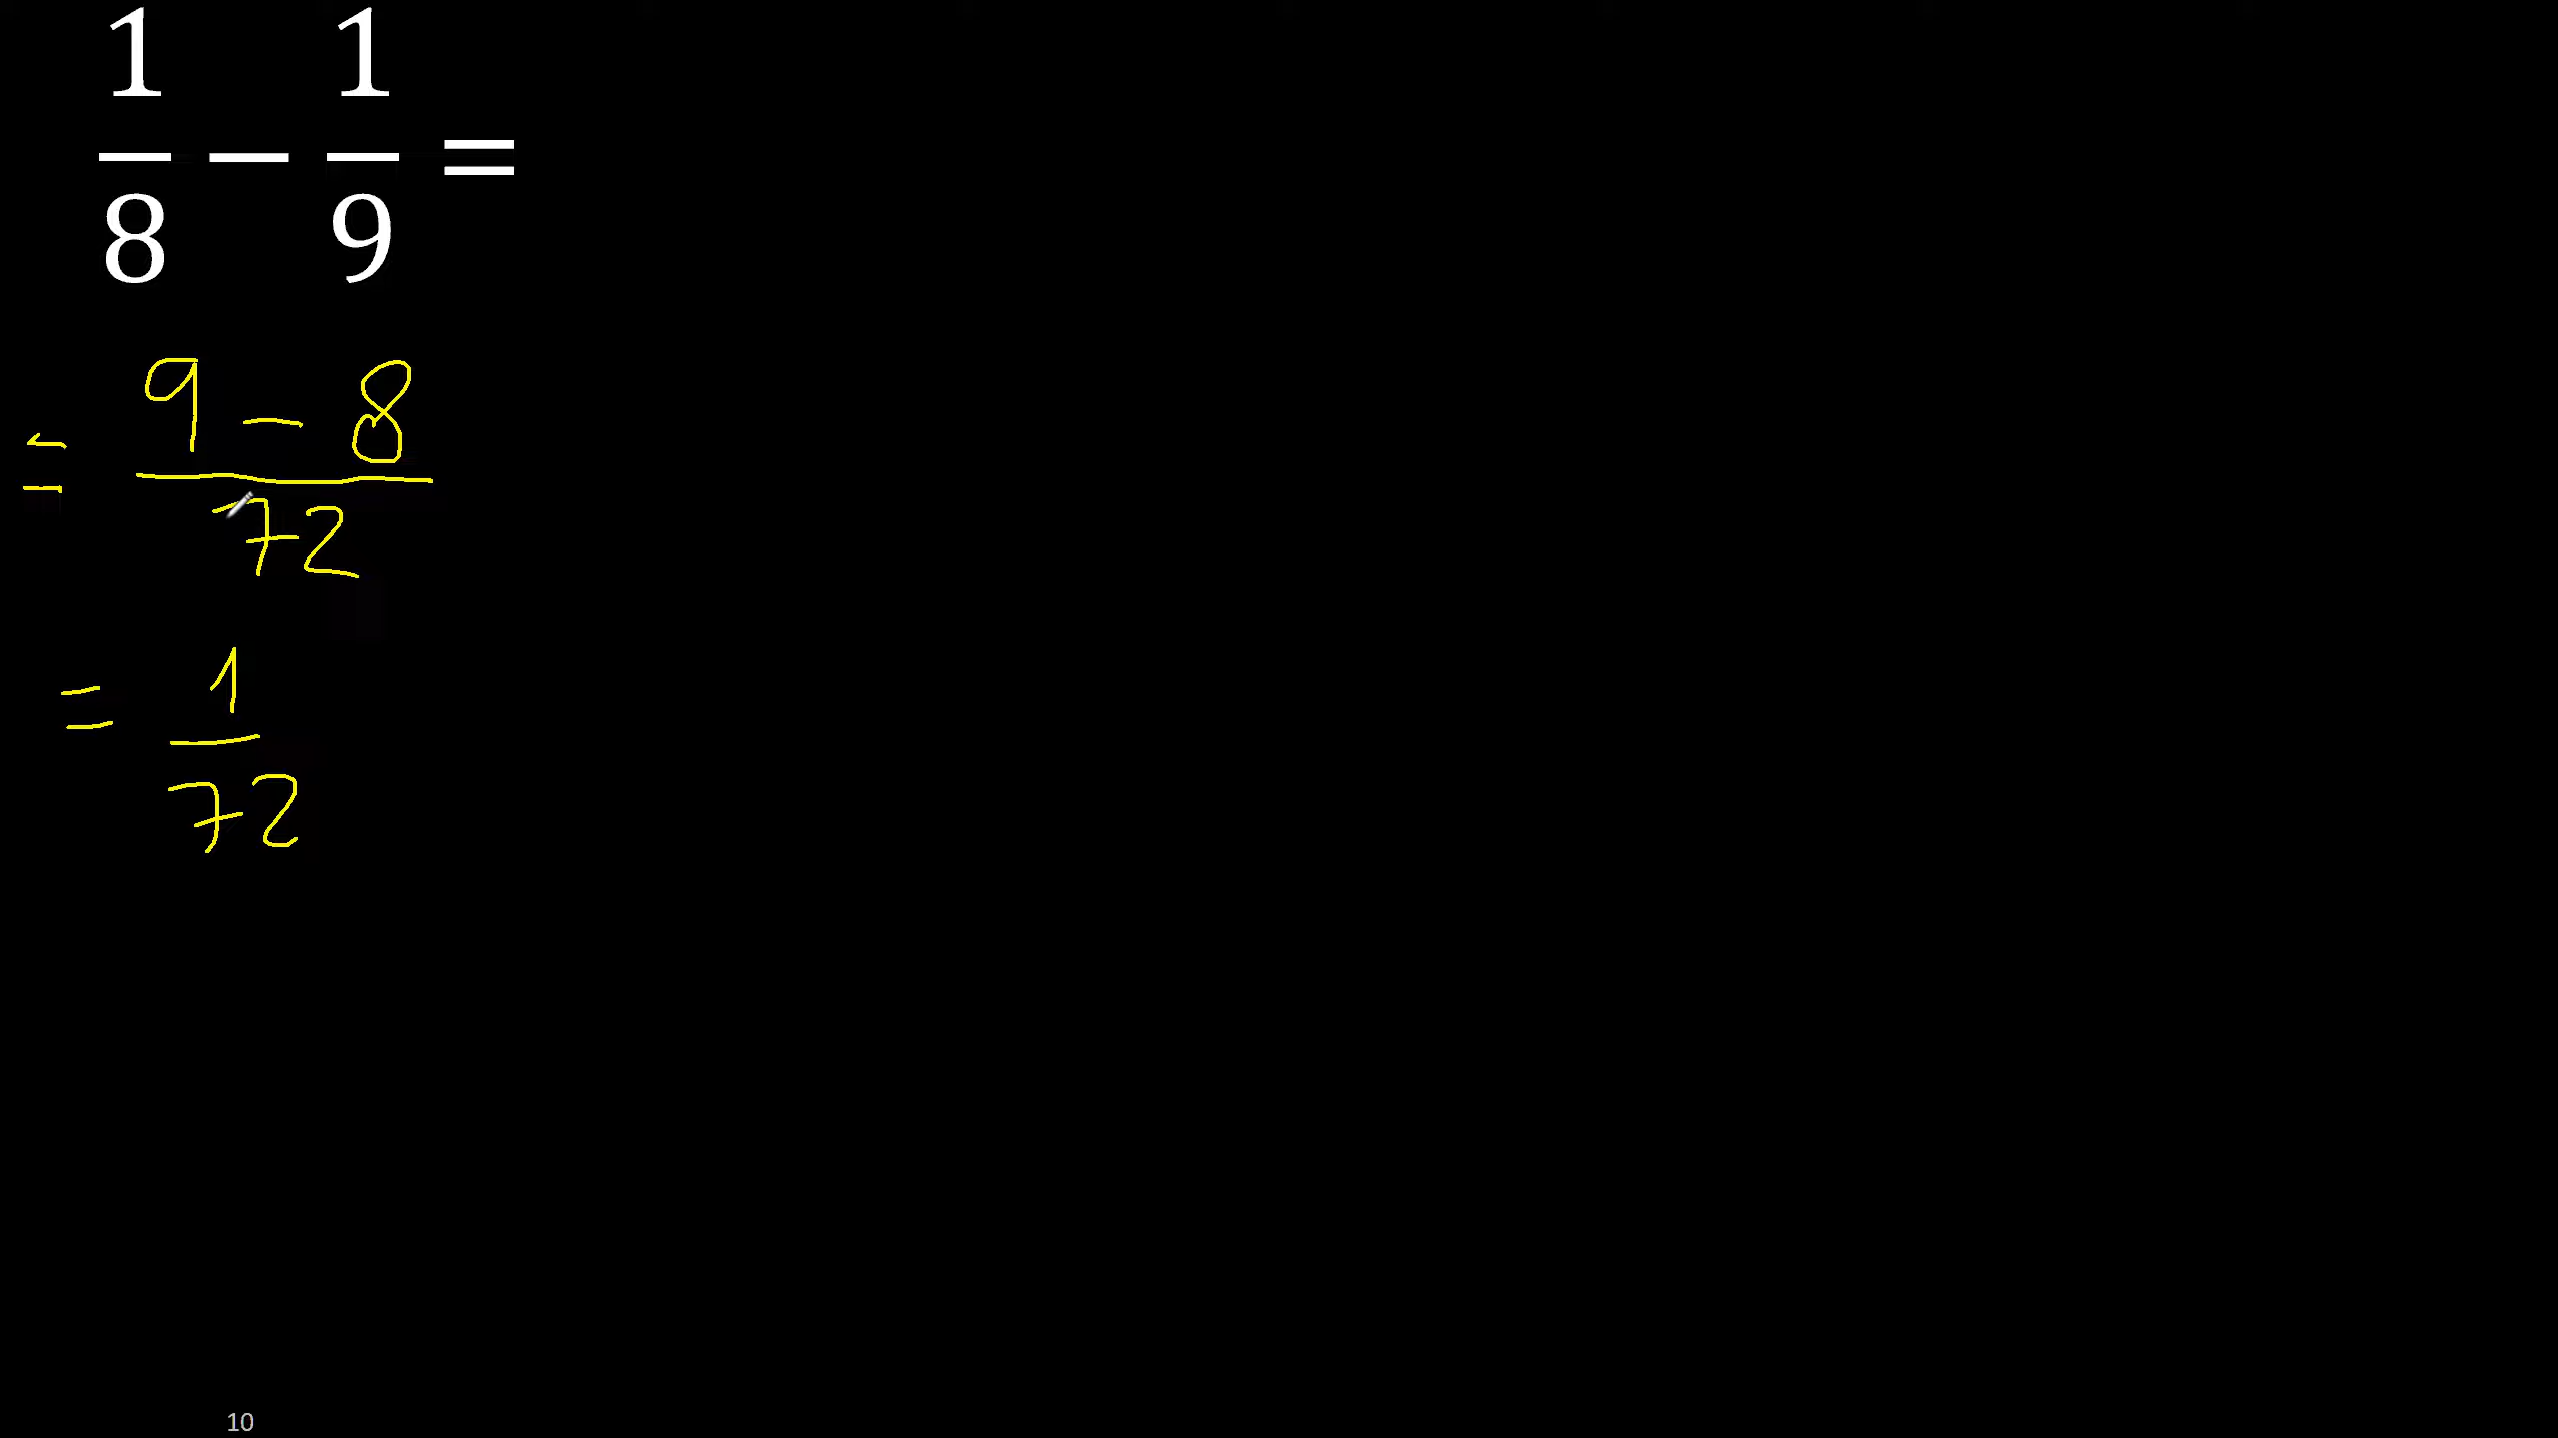 1/8 − 1/9 =
= (9 − 8)/72
= 1/72
10